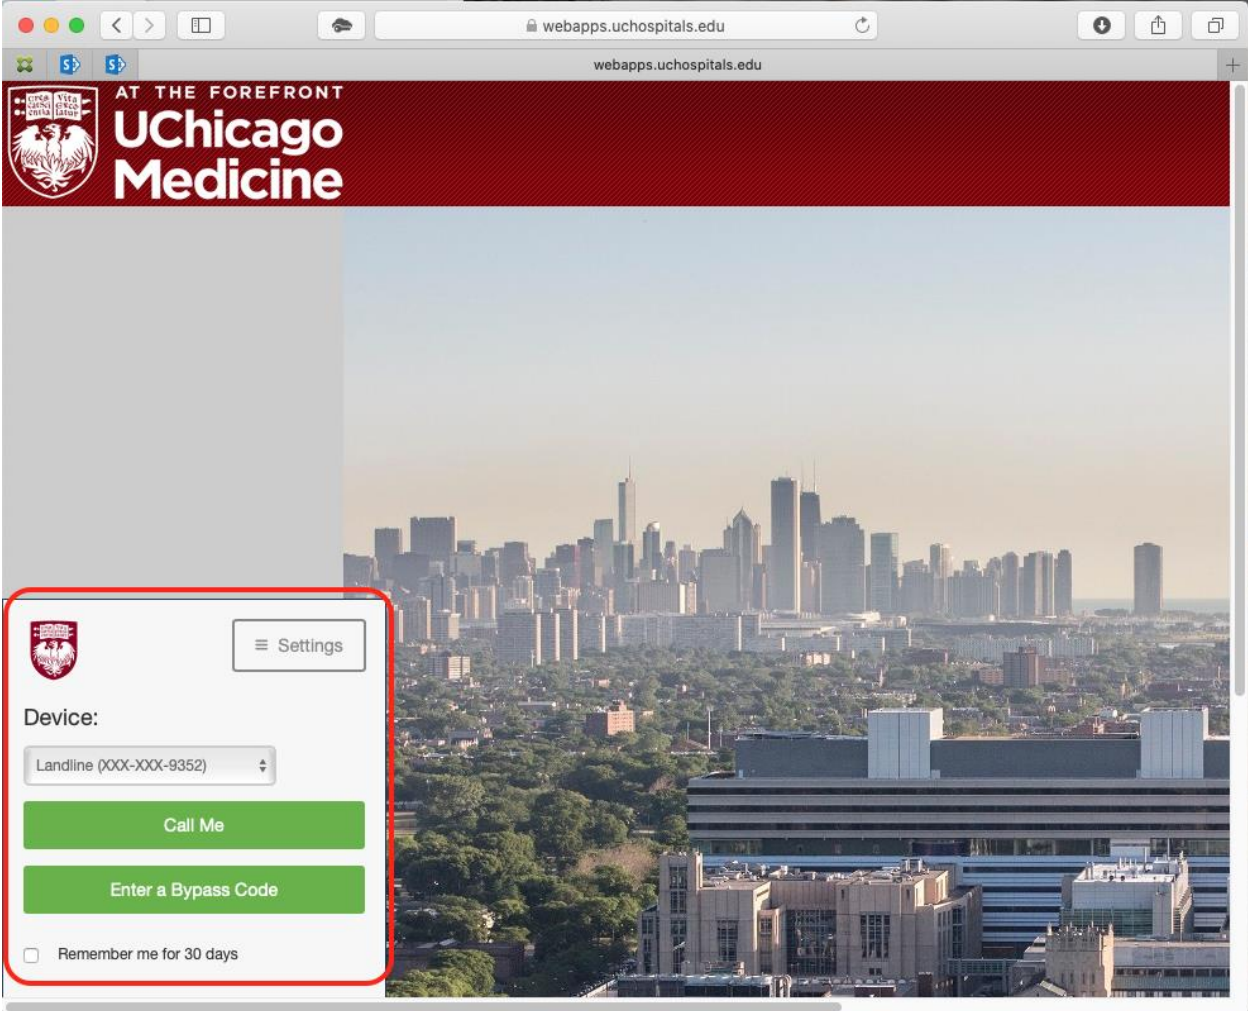 webapps.uchospitals.edu
webapps.uchospitals.edu
AT THE FOREFRONT
UChicago
Medicine
Settings
Device:
Landline (XXX-XXX-9352)
Call Me
Enter a Bypass Code
Remember me for 30 days